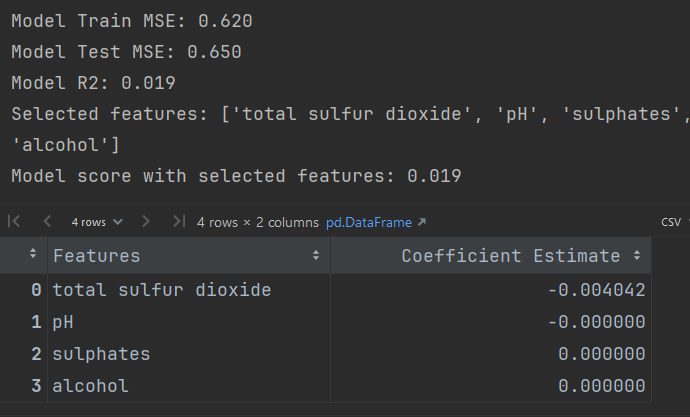 Model Train MSE: 0.620
Model Test MSE: 0.650
Model R2: 0.019
Selected features: ['total sulfur dioxide', 'pH', 'sulphates',
'alcohol']
Model score with selected features: 0.019
4 rows 4 rows × 2 columns pd.DataFrame CSV
Features Coefficient Estimate
0 total sulfur dioxide -0.004042
1 pH -0.000000
2 sulphates 0.000000
3 alcohol 0.000000